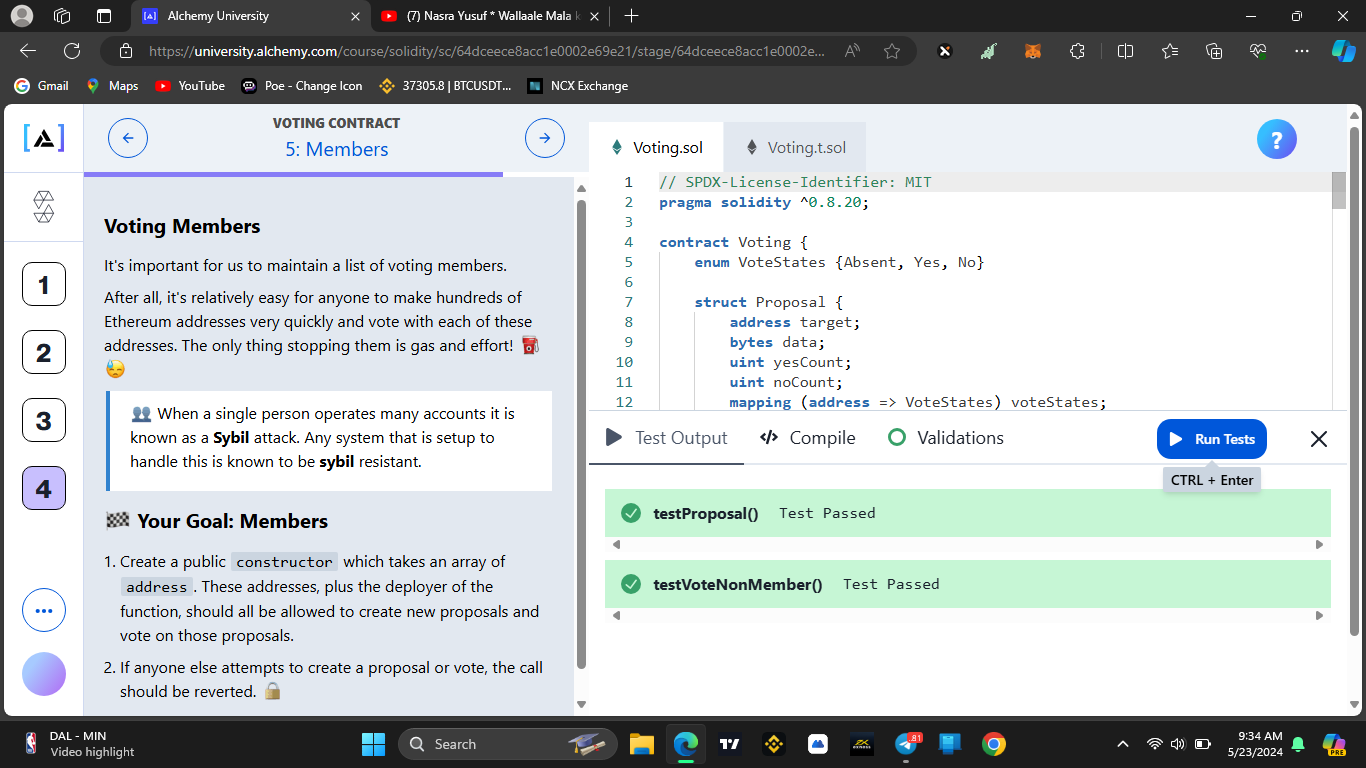 Alchemy University
(7) Nasra Yusuf * Wallaale Mala k
https://university.alchemy.com/course/solidity/sc/64dceece8acc1e0002e69e21/stage/64dceece8acc1e0002e...
Gmail
Maps
YouTube
Poe - Change Icon
37305.8 | BTCUSDT...
NCX Exchange
VOTING CONTRACT
5: Members
1
2
3
4
Voting Members
It's important for us to maintain a list of voting members.
After all, it's relatively easy for anyone to make hundreds of
Ethereum addresses very quickly and vote with each of these
addresses. The only thing stopping them is gas and effort! ⛽
😓
👥 When a single person operates many accounts it is
known as a Sybil attack. Any system that is setup to
handle this is known to be sybil resistant.
🏁 Your Goal: Members
1. Create a public constructor which takes an array of
address . These addresses, plus the deployer of the
function, should all be allowed to create new proposals and
vote on those proposals.
2. If anyone else attempts to create a proposal or vote, the call
should be reverted. 🔒
Voting.sol
Voting.t.sol
?
1 // SPDX-License-Identifier: MIT
2 pragma solidity ^0.8.20;
3
4 contract Voting {
5 enum VoteStates {Absent, Yes, No}
6
7 struct Proposal {
8 address target;
9 bytes data;
10 uint yesCount;
11 uint noCount;
12 mapping (address => VoteStates) voteStates;
Test Output
Compile
Validations
Run Tests
CTRL + Enter
testProposal() Test Passed
testVoteNonMember() Test Passed
DAL - MIN
Video highlight
Search
81
9:34 AM
5/23/2024
PRE